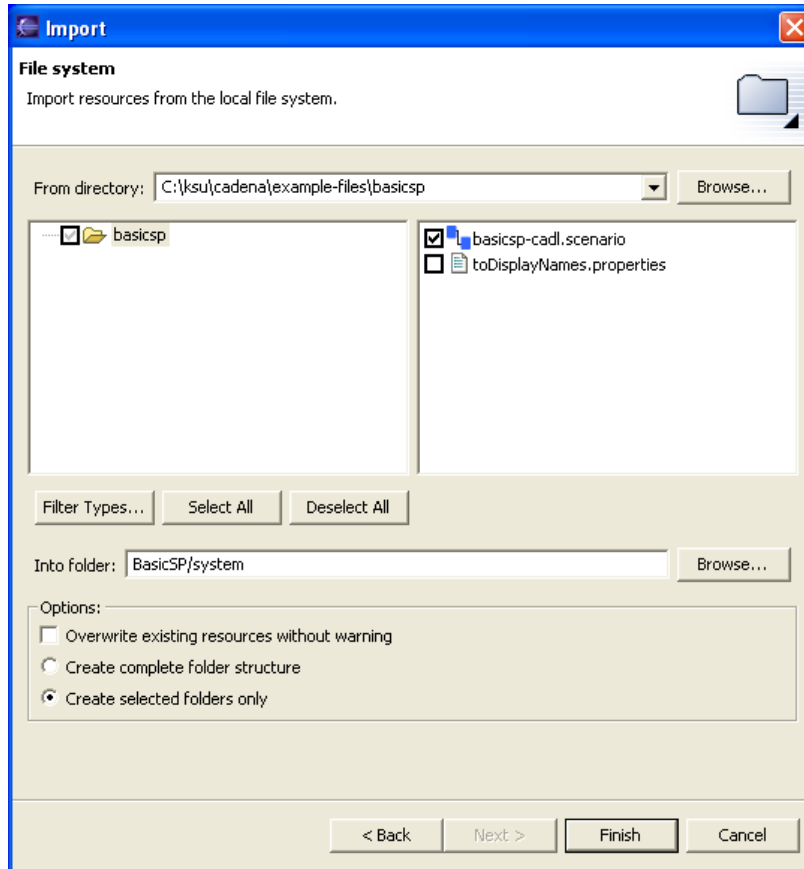 Import
File system
Import resources from the local file system.
From directory: C:\ksu\cadena\example-files\basicsp Browse...
basicsp
basicsp-cadl.scenario
toDisplayNames.properties
Filter Types... Select All Deselect All
Into folder: BasicSP/system Browse...
Options:
Overwrite existing resources without warning
Create complete folder structure
Create selected folders only
< Back Next > Finish Cancel